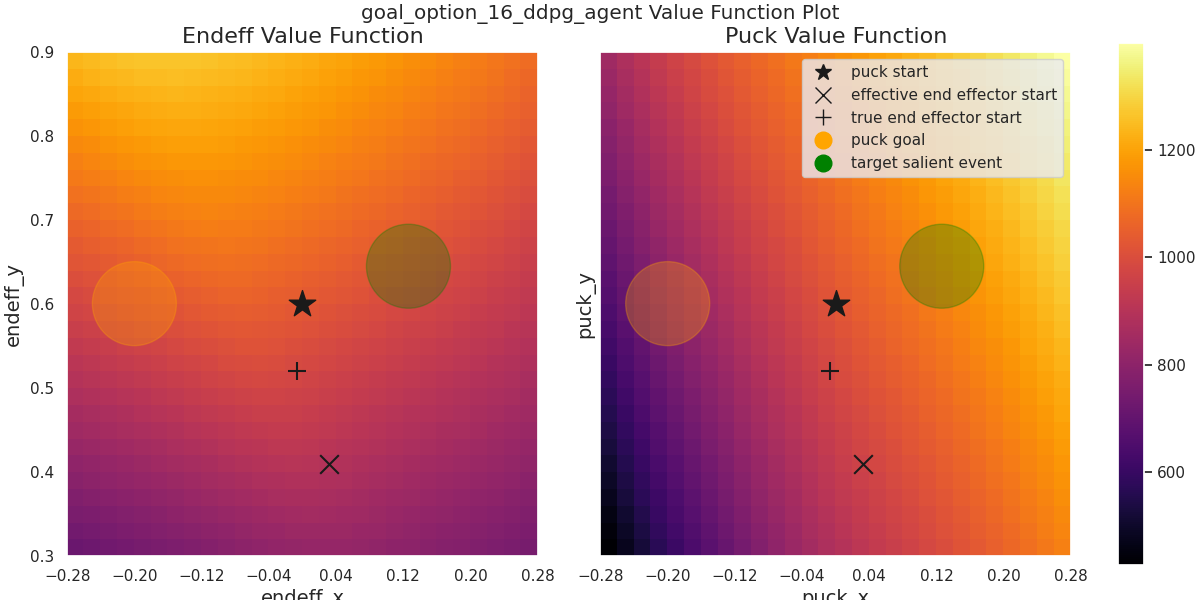 goal_option_16_ddpg_agent Value Function Plot
Endeff Value Function
Puck Value Function
puck start
effective end effector start
true end effector start
puck goal
target salient event
0.9
0.8
0.7
0.6
0.5
0.4
0.3
endeff_y
−0.28 −0.20 −0.12 −0.04 0.04 0.12 0.20 0.28
endeff_x
puck_y
−0.28 −0.20 −0.12 −0.04 0.04 0.12 0.20 0.28
puck_x
1200
1000
800
600